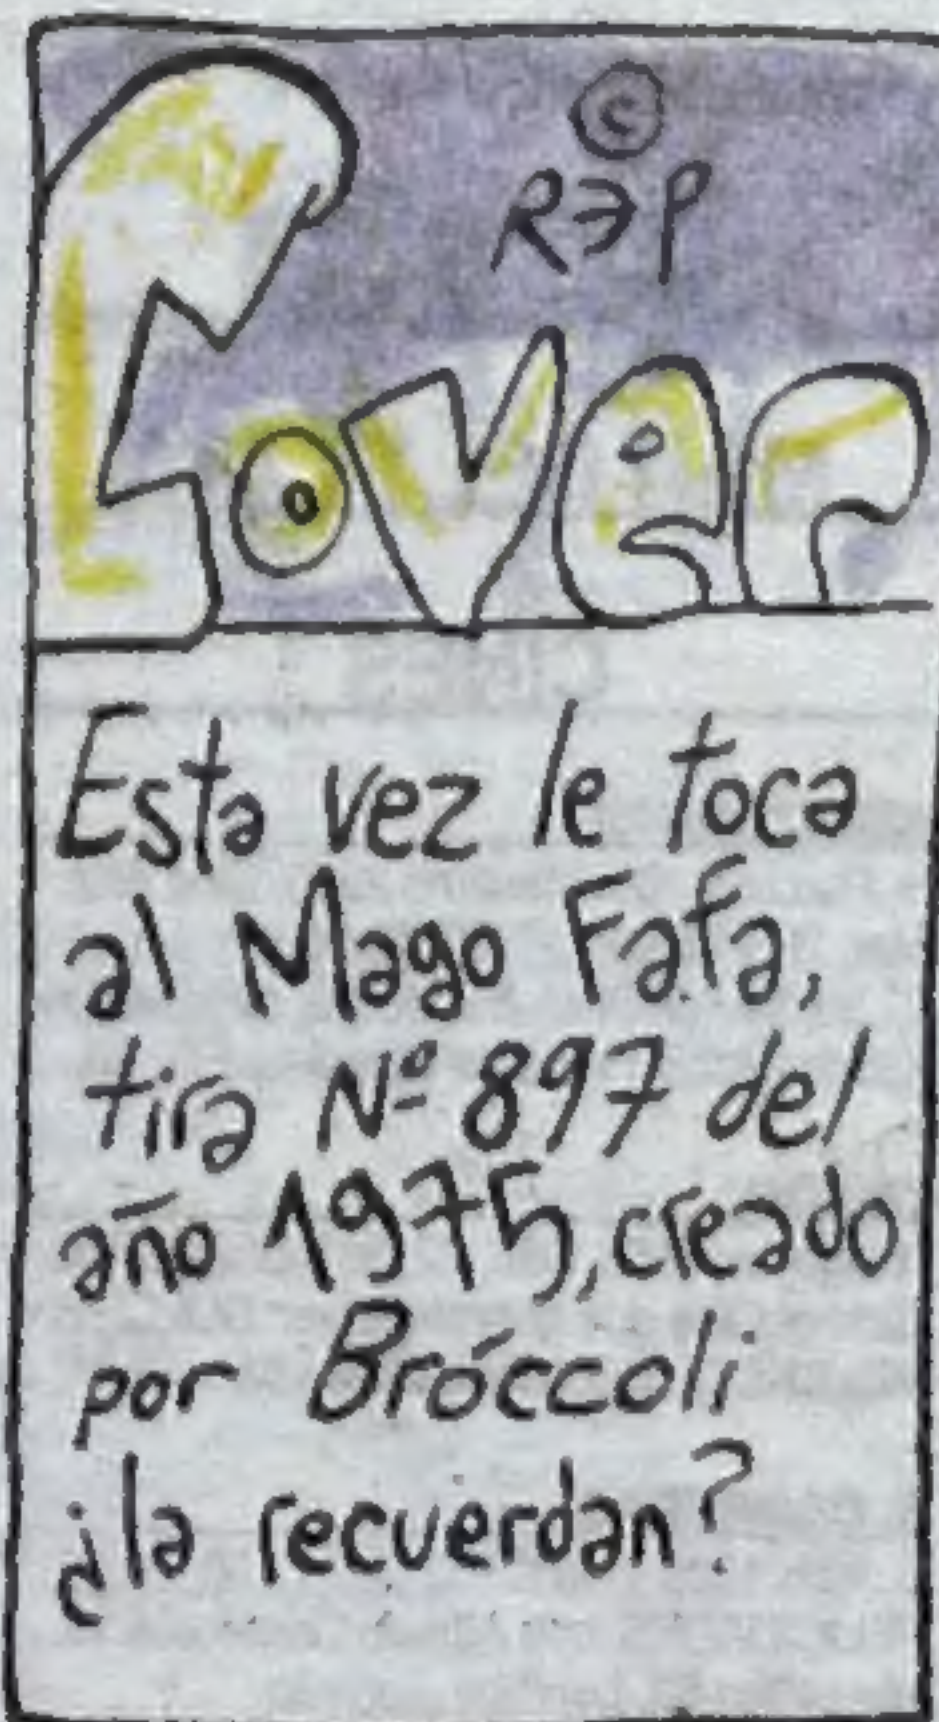 ©
REP
Cover
Esta vez le toca
al Mago Fafa,
tira Nº 897 del
año 1975, creado
por Bróccoli
¿la recuerdan?